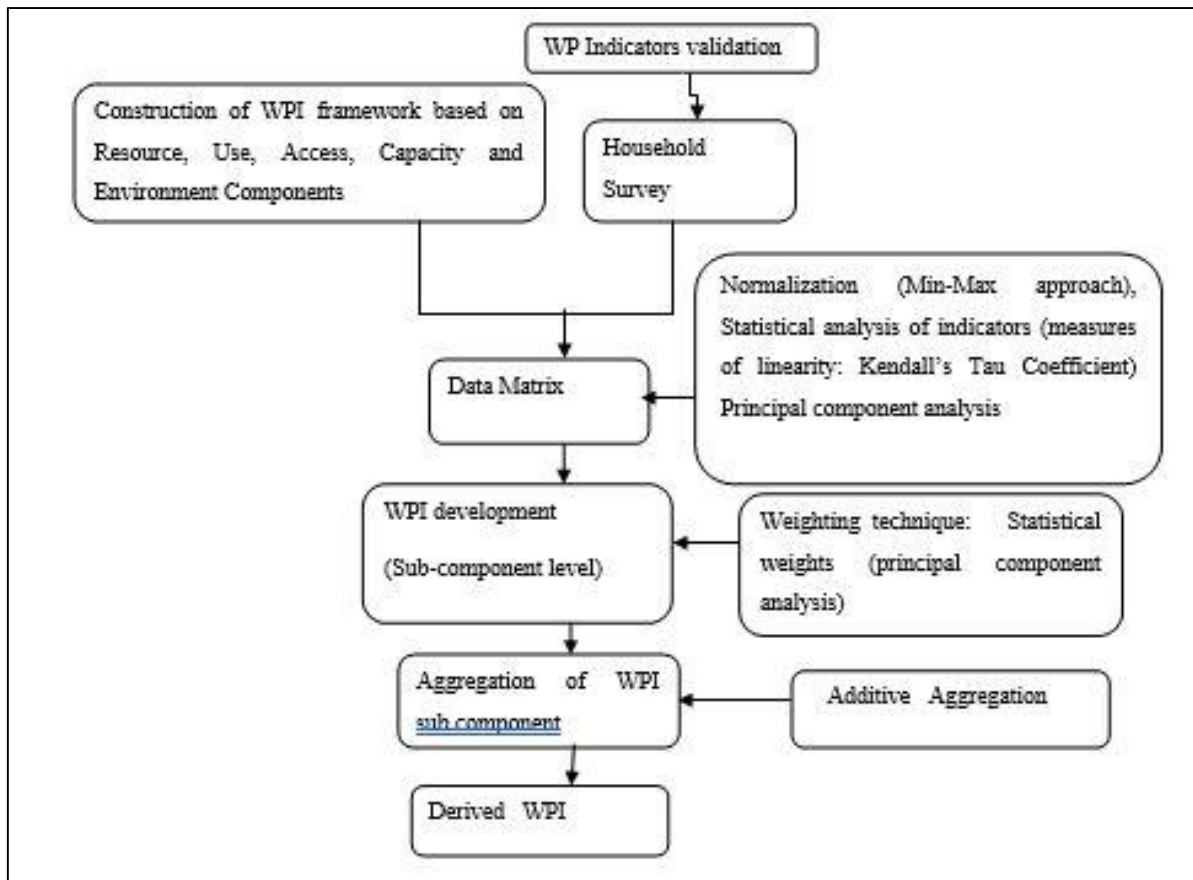 WP Indicators validation
Construction of WPI framework based on
Resource, Use, Access, Capacity and
Environment Components
Household
Survey
Normalization (Min-Max approach),
Statistical analysis of indicators (measures
of linearity: Kendall’s Tau Coefficient)
Principal component analysis
Data Matrix
WPI development
(Sub-component level)
Weighting technique: Statistical
weights (principal component
analysis)
Aggregation of WPI
sub component
Additive Aggregation
Derived WPI